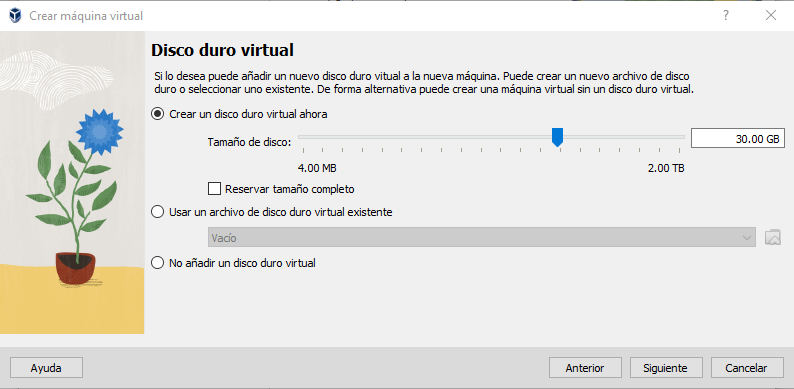 Crear máquina virtual
Disco duro virtual
Si lo desea puede añadir un nuevo disco duro vitual a la nueva máquina. Puede crear un nuevo archivo de disco
duro o seleccionar uno existente. De forma alternativa puede crear una máquina virtual sin un disco duro virtual.
Crear un disco duro virtual ahora
Tamaño de disco:
30.00 GB
4.00 MB
2.00 TB
Reservar tamaño completo
Usar un archivo de disco duro virtual existente
Vacío
No añadir un disco duro virtual
Ayuda
Anterior
Siguiente
Cancelar